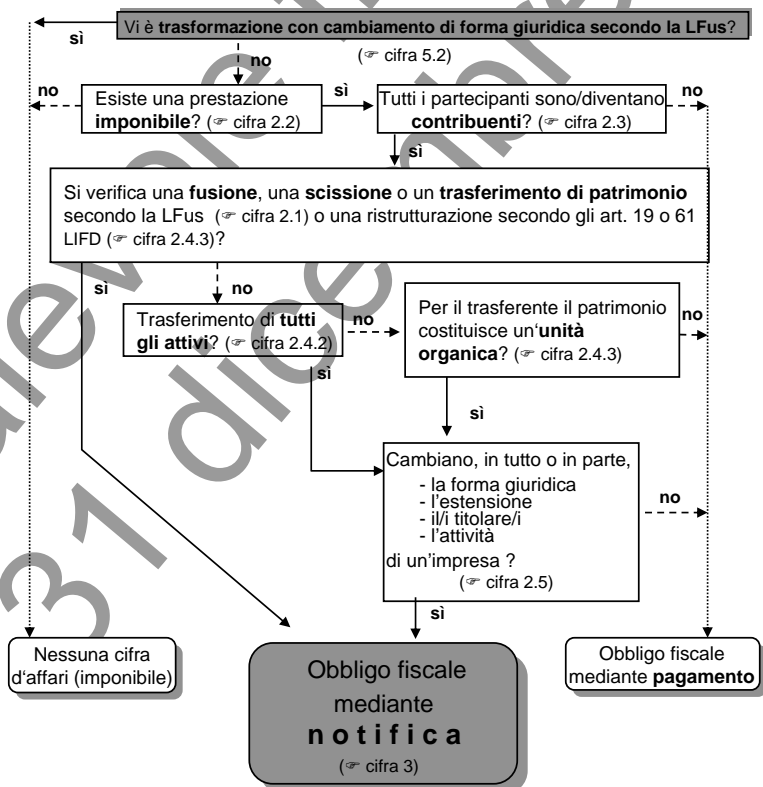 Vi è trasformazione con cambiamento di forma giuridica secondo la LFus?
sì
(☞ cifra 5.2)
no
Esiste una prestazione
imponibile? (☞ cifra 2.2)
no
sì
Tutti i partecipanti sono/diventano
contribuenti? (☞ cifra 2.3)
no
sì
Si verifica una fusione, una scissione o un trasferimento di patrimonio
secondo la LFus (☞ cifra 2.1) o una ristrutturazione secondo gli art. 19 o 61
LIFD (☞ cifra 2.4.3)?
sì
no
Trasferimento di tutti
gli attivi? (☞ cifra 2.4.2)
no
sì
Per il trasferente il patrimonio
costituisce un‘unità
organica? (☞ cifra 2.4.3)
no
sì
Cambiano, in tutto o in parte,
- la forma giuridica
- l’estensione
- il/i titolare/i
- l’attività
di un’impresa ?
(☞ cifra 2.5)
no
sì
Nessuna cifra
d‘affari (imponibile)
Obbligo fiscale
mediante
notifica
(☞ cifra 3)
Obbligo fiscale
mediante pagamento
31 dicembre